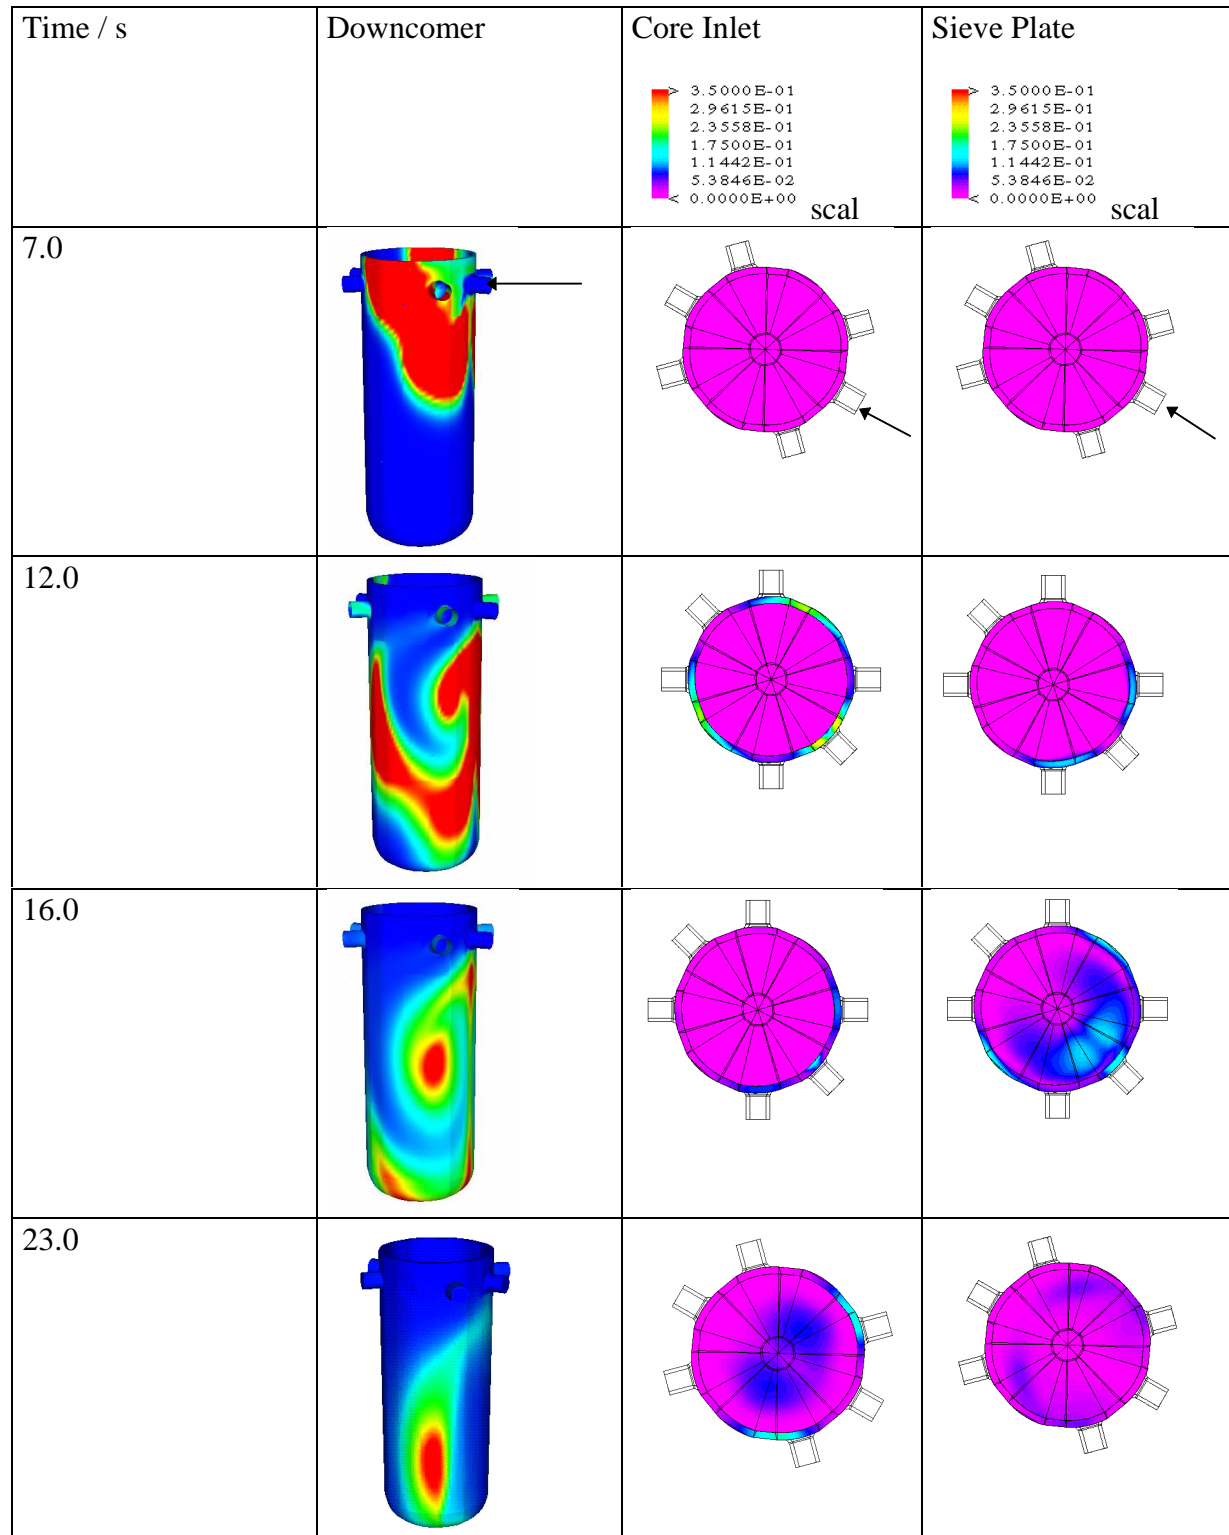 Time / s
Downcomer
Core Inlet
Sieve Plate
> 3.5000E-01
2.9615E-01
2.3558E-01
1.7500E-01
1.1442E-01
5.3846E-02
< 0.0000E+00
scal
> 3.5000E-01
2.9615E-01
2.3558E-01
1.7500E-01
1.1442E-01
5.3846E-02
< 0.0000E+00
scal
7.0
12.0
16.0
23.0